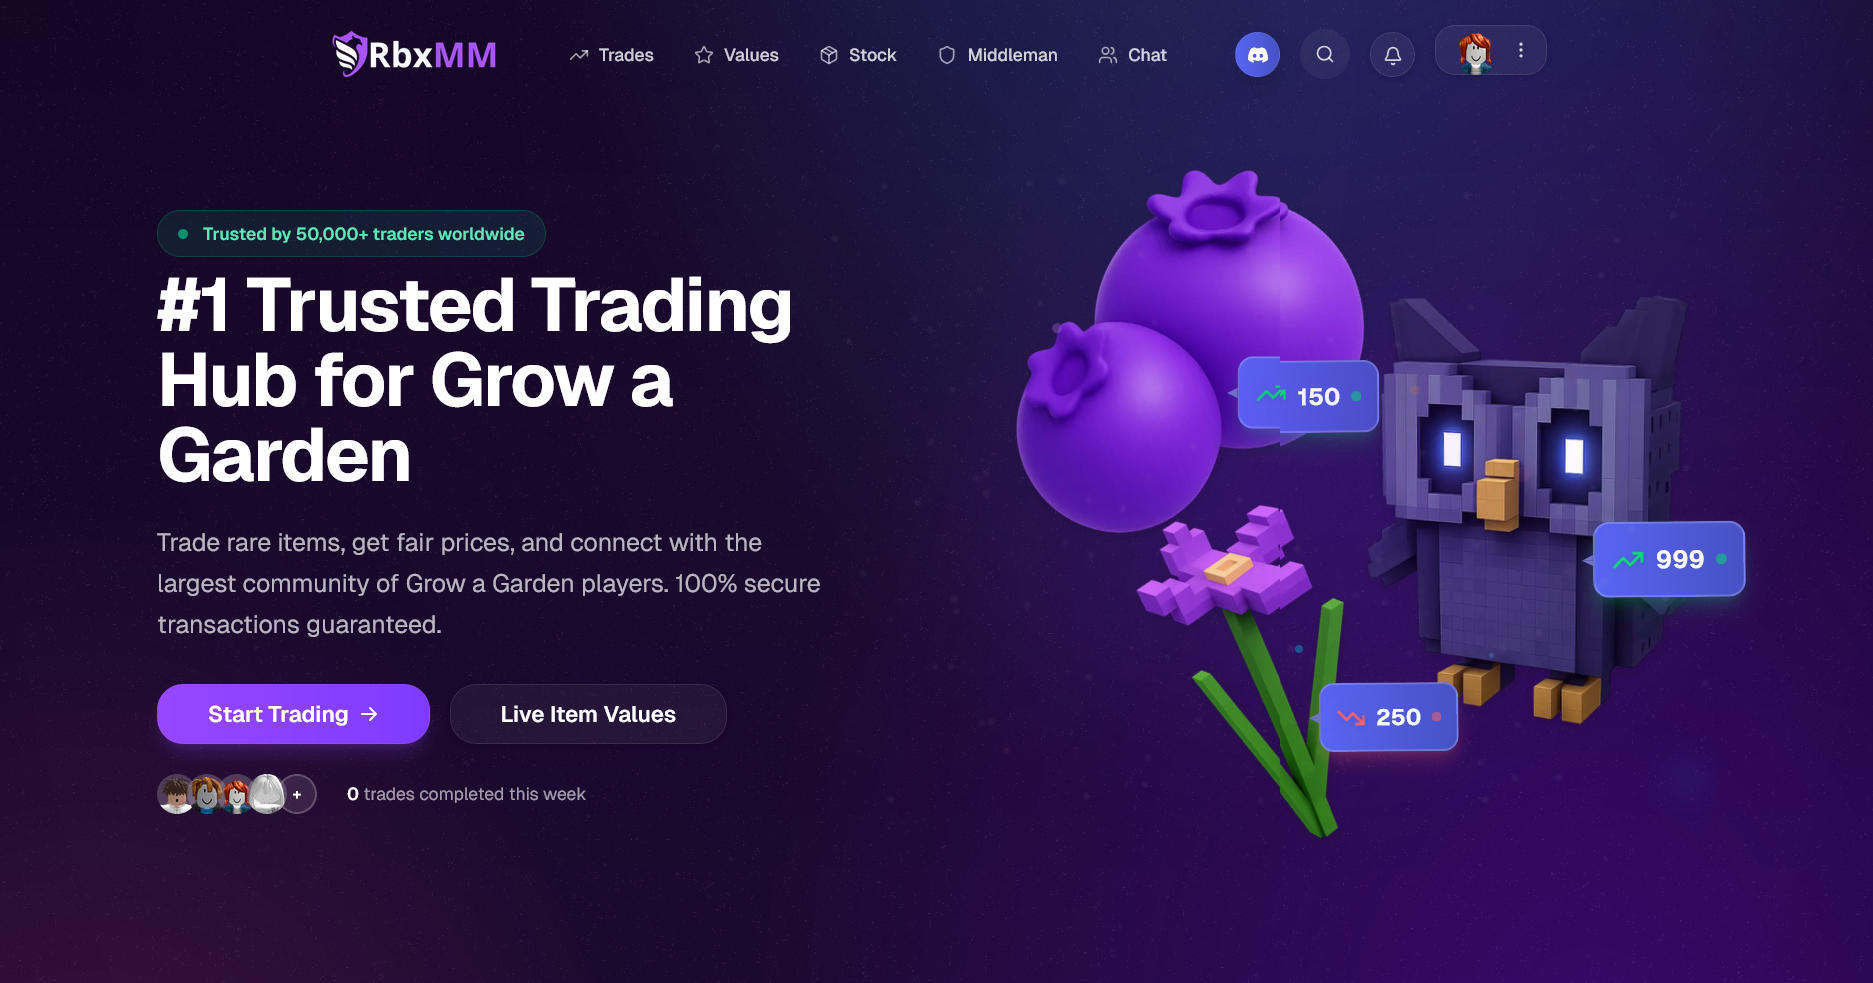 RbxMM
Trades
Values
Stock
Middleman
Chat
Trusted by 50,000+ traders worldwide
#1 Trusted Trading
Hub for Grow a
Garden
Trade rare items, get fair prices, and connect with the
largest community of Grow a Garden players. 100% secure
transactions guaranteed.
Start Trading →
Live Item Values
+
0 trades completed this week
150
999
250